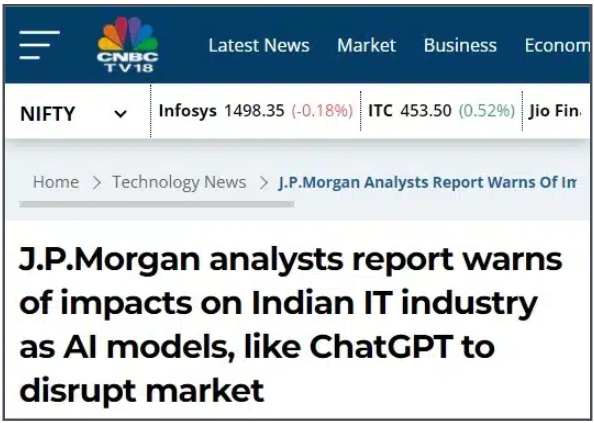 CNBC
TV18
Latest News Market Business Econom
NIFTY Infosys 1498.35 (-0.18%) ITC 453.50 (0.52%) Jio Fin.
Home > Technology News > J.P.Morgan Analysts Report Warns Of Im
J.P.Morgan analysts report warns
of impacts on Indian IT industry
as AI models, like ChatGPT to
disrupt market